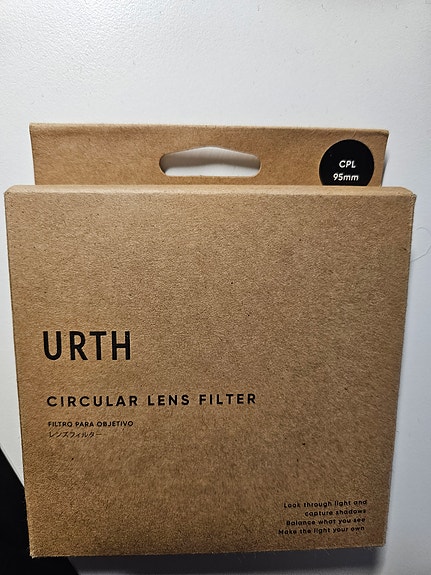 CPL
95mm
URTH
CIRCULAR LENS FILTER
FILTRO PARA OBJETIVO
レンズフィルター
Look through light and
capture shadows
Balance what you see
Make the light your own